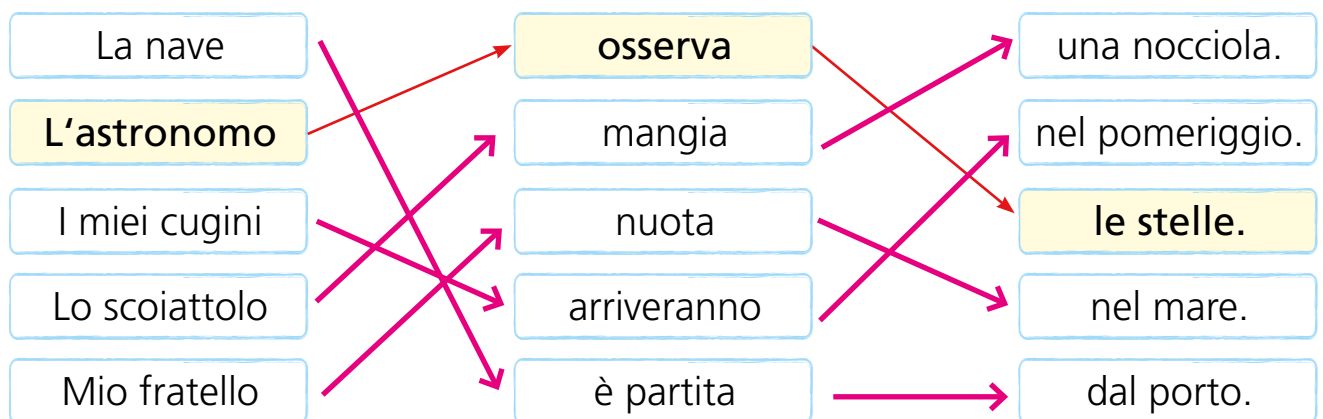 La nave osserva una nocciola.
L'astronomo mangia nel pomeriggio.
I miei cugini nuota le stelle.
Lo scoiattolo arriveranno nel mare.
Mio fratello è partita dal porto.